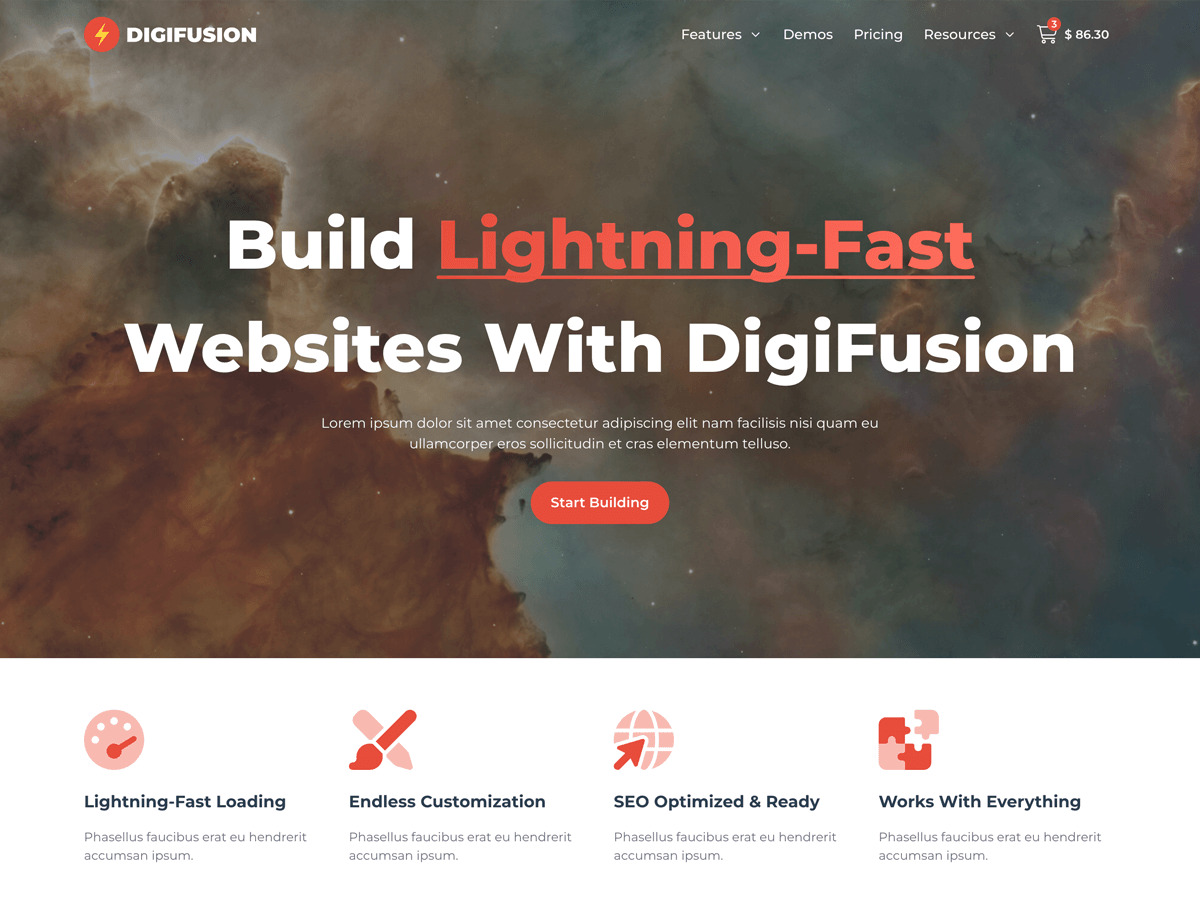 DIGIFUSION
Features Demos Pricing Resources 3 $ 86.30
Build Lightning-Fast
Websites With DigiFusion
Lorem ipsum dolor sit amet consectetur adipiscing elit nam facilisis nisi quam eu
ullamcorper eros sollicitudin et cras elementum telluso.
Start Building
Lightning-Fast Loading
Phasellus faucibus erat eu hendrerit
accumsan ipsum.
Endless Customization
Phasellus faucibus erat eu hendrerit
accumsan ipsum.
SEO Optimized & Ready
Phasellus faucibus erat eu hendrerit
accumsan ipsum.
Works With Everything
Phasellus faucibus erat eu hendrerit
accumsan ipsum.